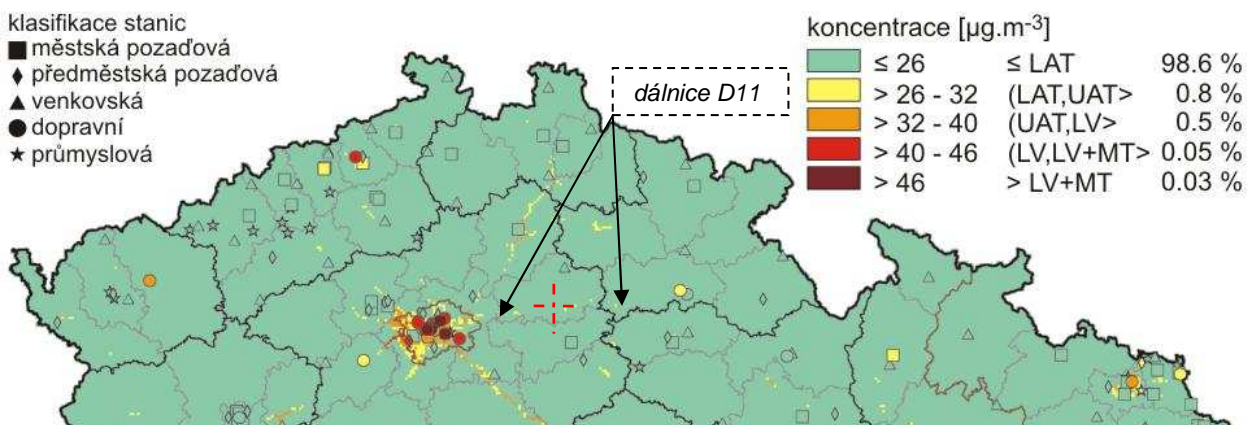 klasifikace stanic
městská pozaďová
předměstská pozaďová
venkovská
dopravní
průmyslová
dálnice D11
koncentrace [µg.m-3]
≤ 26 ≤ LAT 98.6 %
> 26 - 32 (LAT,UAT> 0.8 %
> 32 - 40 (UAT,LV> 0.5 %
> 40 - 46 (LV,LV+MT> 0.05 %
> 46 > LV+MT 0.03 %